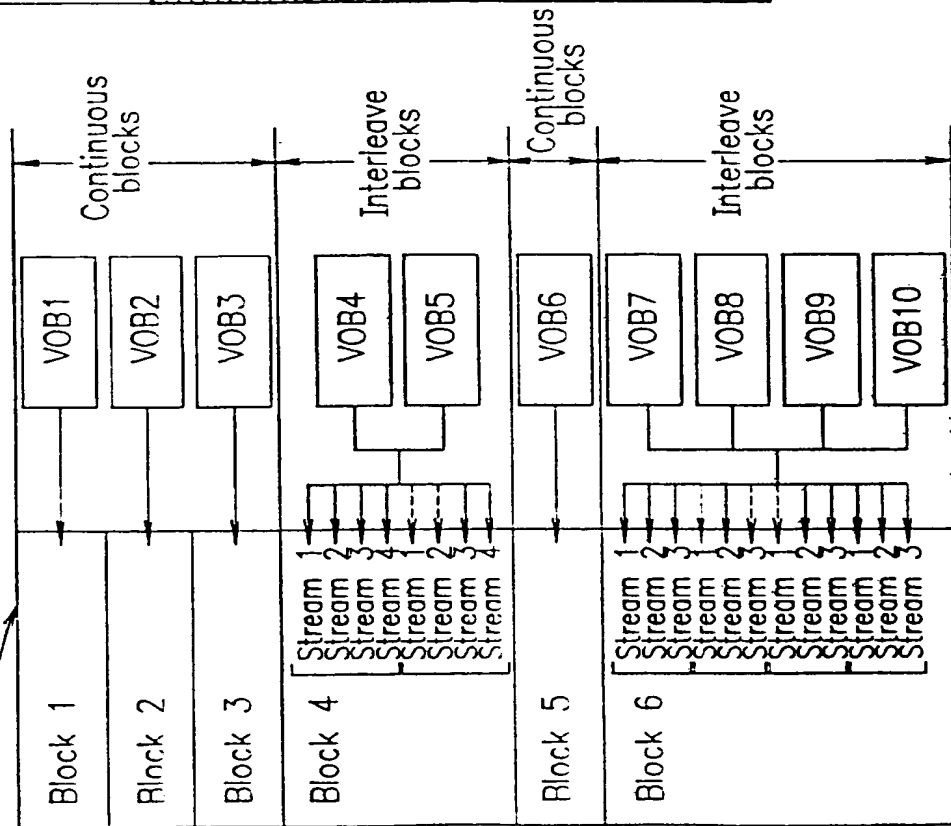 Continuous
blocks
Interleave
blocks
Continuous
blocks
Interleave
blocks
VOB1
VOB2
VOB3
VOB4
VOB5
VOB6
VOB7
VOB8
VOB9
VOB10
Block 1
Block 2
Block 3
Block 4
Stream 1
Stream 2
Stream 3
Stream 4
Stream 1
Stream 2
Stream 3
Stream 4
Block 5
Block 6
Stream 1
Stream 2
Stream 3
Stream 1
Stream 2
Stream 3
Stream 1
Stream 2
Stream 3
Stream 1
Stream 2
Stream 3